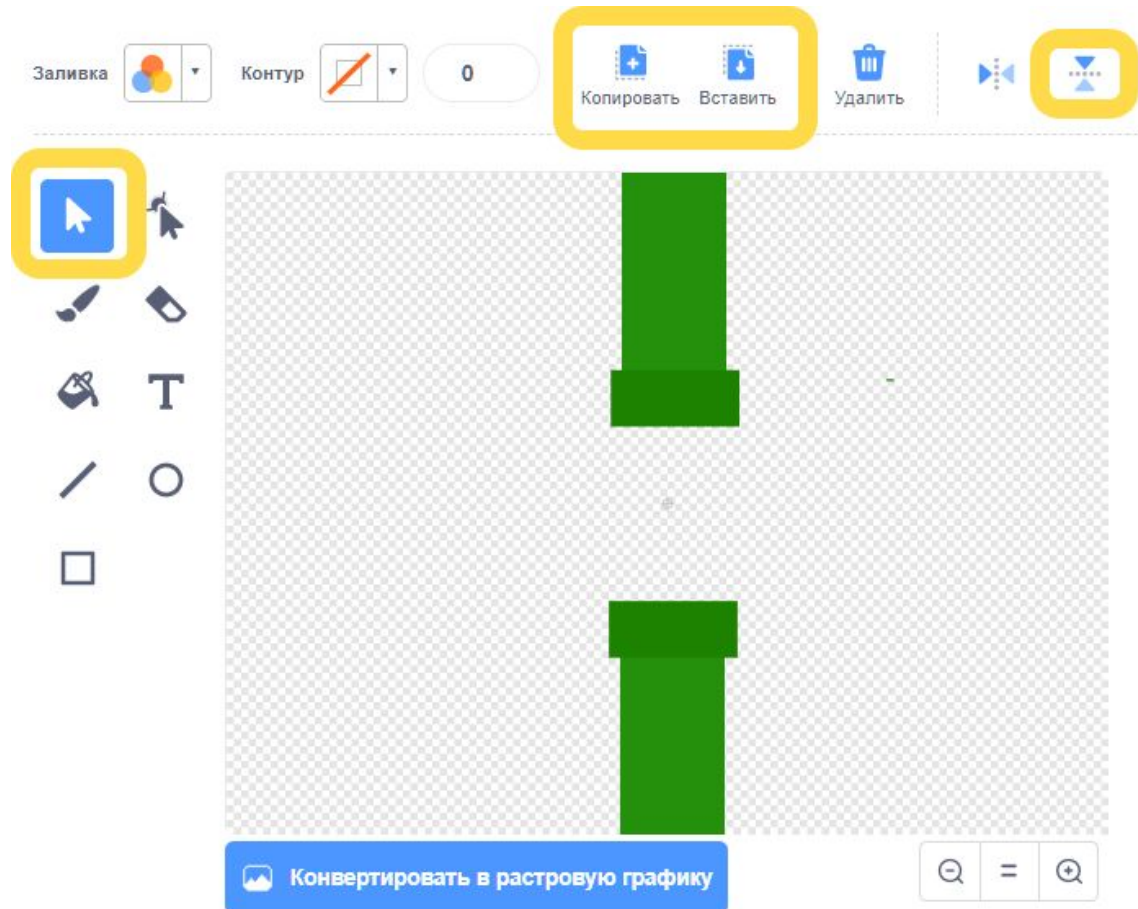 Заливка
Контур
0
Копировать
Вставить
Удалить
T
Конвертировать в растровую графику